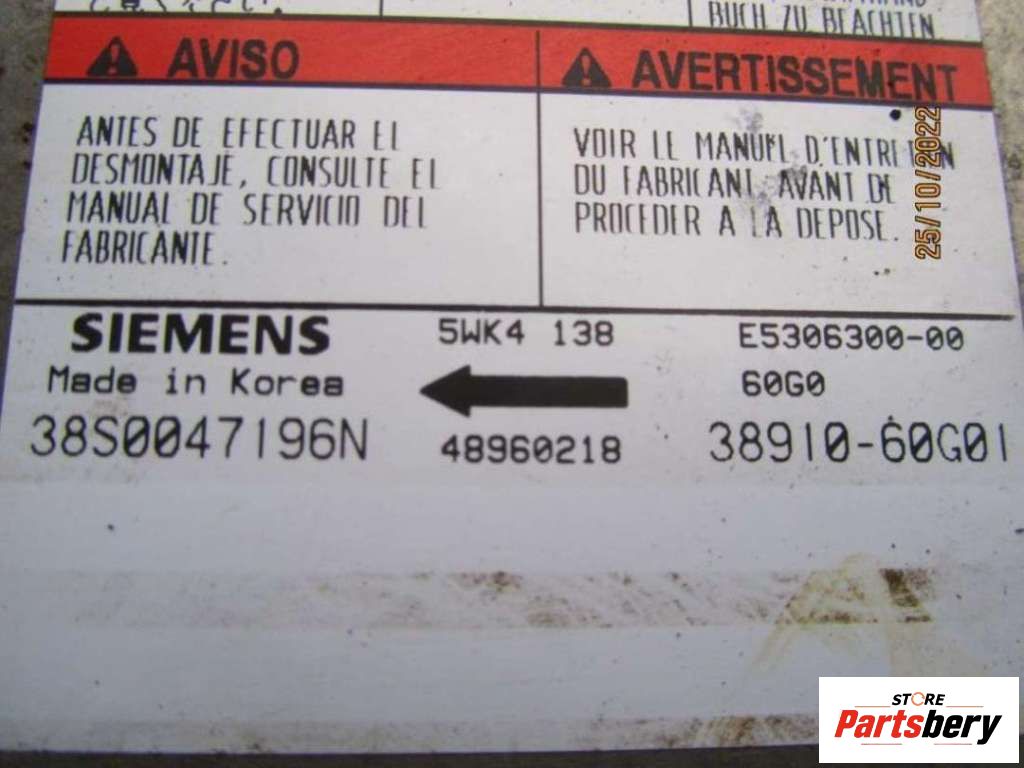 BUCH ZU BEACHTEN.
AVISO
ANTES DE EFECTUAR EL
DESMONTAJE, CONSULTE EL
MANUAL DE SERVICIO DEL
FABRICANTE.
AVERTISSEMENT
VOIR LE MANUEL D'ENTRETIEN
DU FABRICANT AVANT DE
PROCEDER A LA DEPOSE.
25/10/2022
SIEMENS 5WK4 138 E5306300-00
Made in Korea 60G0
38S0047196N 48960218 38910-60G01
STORE
Partsbery